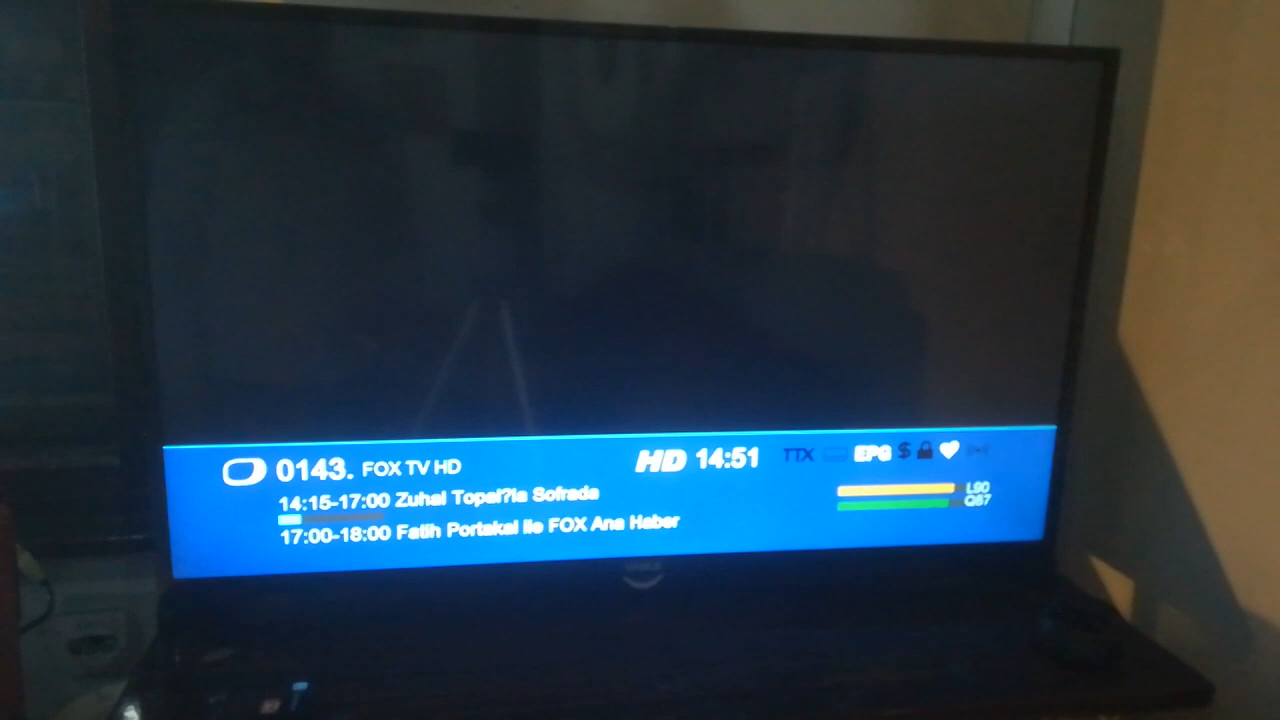 0143. FOX TV HD HD 14:51 TTX EPG $
14:15-17:00 Zuhal Topal?la Sofrada L90
Q87
17:00-18:00 Fatih Portakal ile FOX Ana Haber